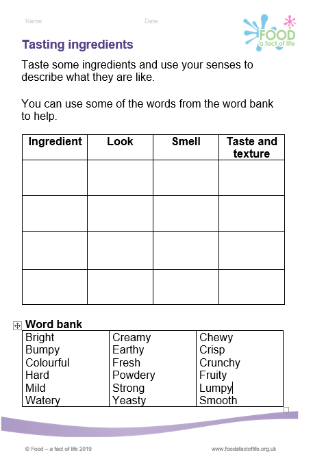 Name: Date:
FOOD
a fact of life
Tasting ingredients
Taste some ingredients and use your senses to
describe what they are like.
You can use some of the words from the word bank
to help.
Ingredient Look Smell Taste and
texture
Word bank
Bright Creamy Chewy
Bumpy Earthy Crisp
Colourful Fresh Crunchy
Hard Powdery Fruity
Mild Strong Lumpy
Watery Yeasty Smooth
© Food – a fact of life 2019 www.foodafactoflife.org.uk